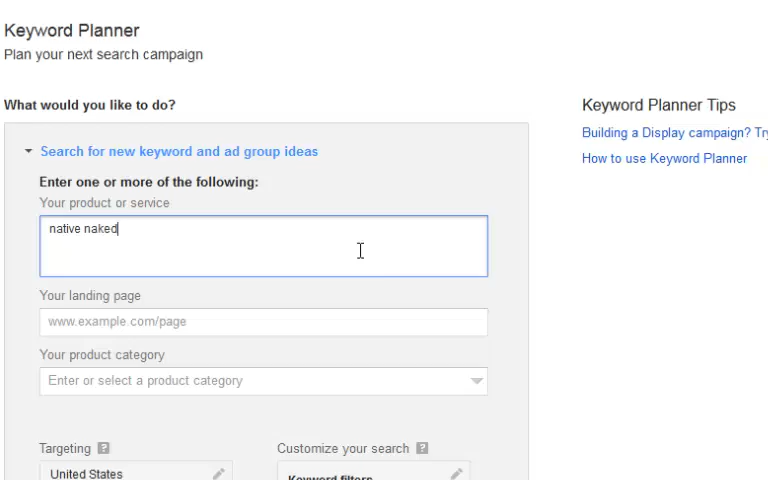 Keyword Planner
Plan your next search campaign
What would you like to do?
Keyword Planner Tips
Building a Display campaign? Try
How to use Keyword Planner
Search for new keyword and ad group ideas
Enter one or more of the following:
Your product or service
native naked
Your landing page
www.example.com/page
Your product category
Enter or select a product category
Targeting ?
Customize your search ?
United States
Keyword filters